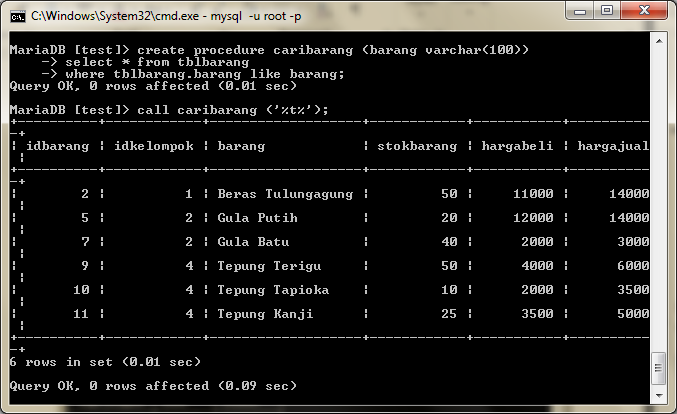 C:\Windows\System32\cmd.exe - mysql  -u root -p
MariaDB [test]> create procedure caribarang (barang varchar(100))
    -> select * from tblbarang
    -> where tblbarang.barang like barang;
Query OK, 0 rows affected (0.01 sec)
MariaDB [test]> call caribarang ('%t%');
+----------+------------+-------------------+------------+-----------+----------
-+
| idbarang | idkelompok | barang            | stokbarang | hargabeli | hargajual
 |
+----------+------------+-------------------+------------+-----------+----------
-+
|        2 |          1 | Beras Tulungagung |         50 |     11000 |     14000
 |
|        5 |          2 | Gula Putih        |         20 |     12000 |     14000
 |
|        7 |          2 | Gula Batu         |         40 |      2000 |      3000
 |
|        9 |          4 | Tepung Terigu     |         50 |      4000 |      6000
 |
|       10 |          4 | Tepung Tapioka    |         10 |      2000 |      3500
 |
|       11 |          4 | Tepung Kanji      |         25 |      3500 |      5000
 |
+----------+------------+-------------------+------------+-----------+----------
-+
6 rows in set (0.01 sec)
Query OK, 0 rows affected (0.09 sec)